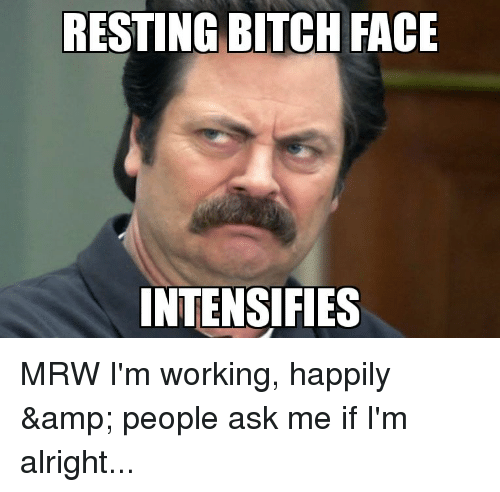 RESTING BITCH FACE
INTENSIFIES
MRW I'm working, happily
&amp; people ask me if I'm
alright...